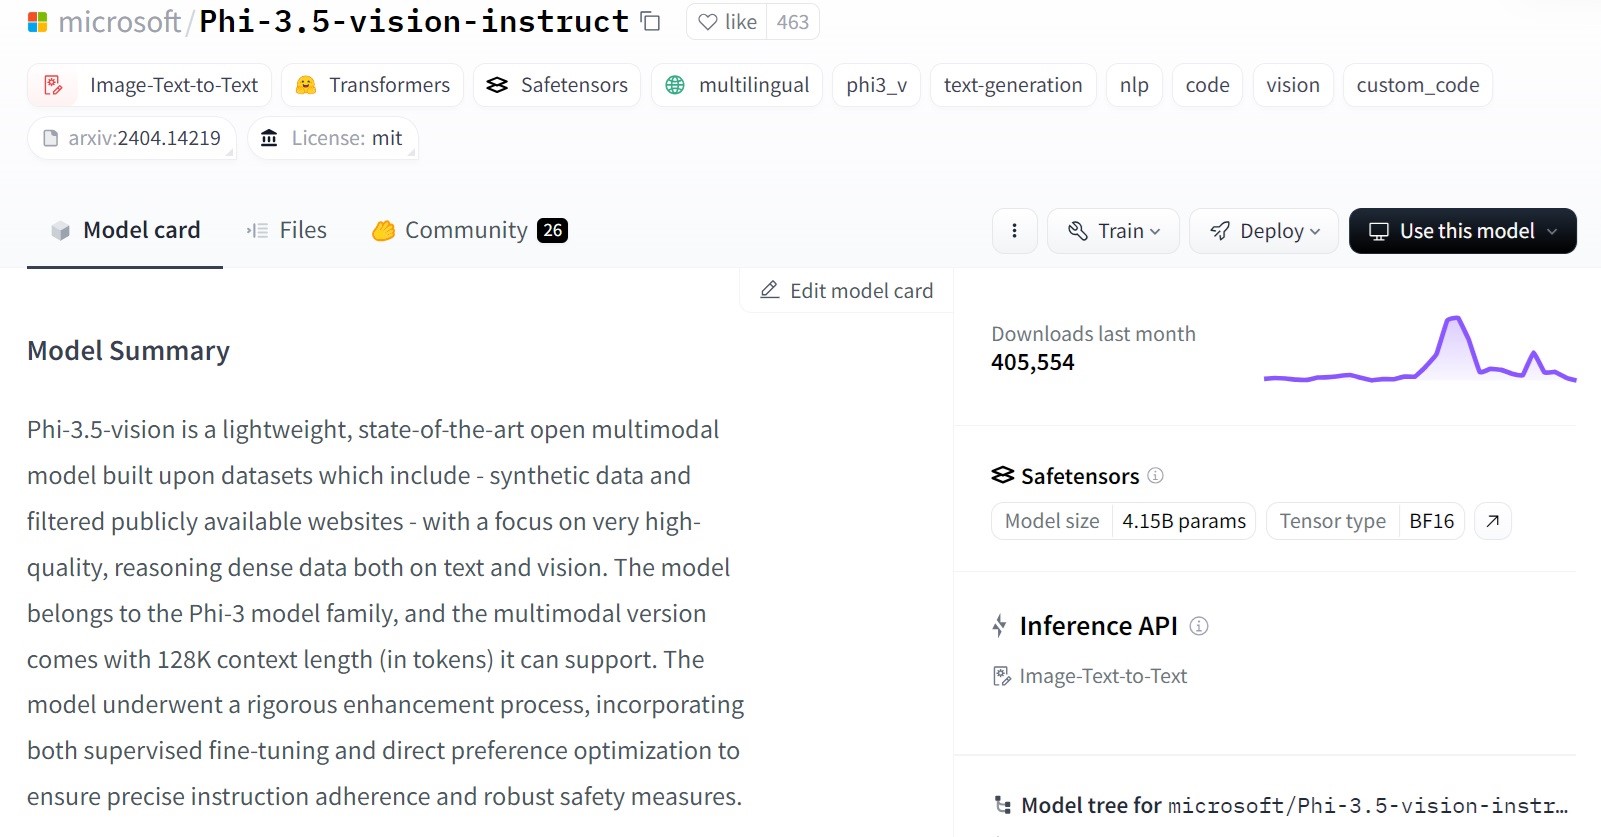 microsoft/Phi-3.5-vision-instruct like 463
Image-Text-to-Text Transformers Safetensors multilingual phi3_v text-generation nlp code vision custom_code
arxiv:2404.14219 License: mit
Model card Files Community 26 Train Deploy Use this model
Edit model card
Model Summary
Phi-3.5-vision is a lightweight, state-of-the-art open multimodal
model built upon datasets which include - synthetic data and
filtered publicly available websites - with a focus on very high-
quality, reasoning dense data both on text and vision. The model
belongs to the Phi-3 model family, and the multimodal version
comes with 128K context length (in tokens) it can support. The
model underwent a rigorous enhancement process, incorporating
both supervised fine-tuning and direct preference optimization to
ensure precise instruction adherence and robust safety measures.
Downloads last month
405,554
Safetensors
Model size 4.15B params Tensor type BF16
Inference API
Image-Text-to-Text
Model tree for microsoft/Phi-3.5-vision-instr…